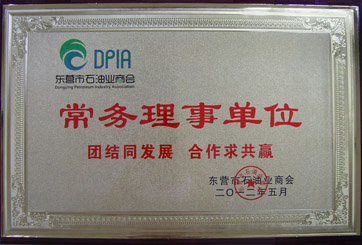 DPIA
东营市石油业商会
Dongying Petroleum Industry Association
常务理事单位
团结同发展 合作求共赢
东营市石油业商会
二〇一二年五月